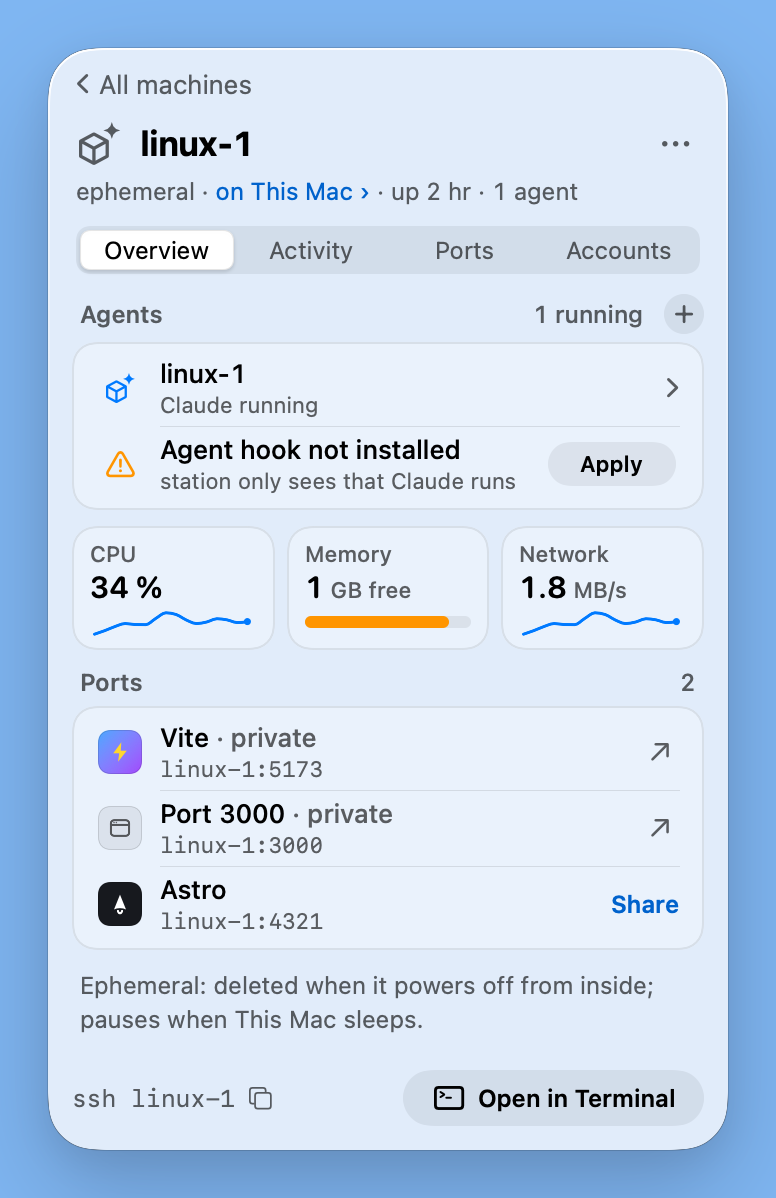 All machines
linux-1
ephemeral · on This Mac › · up 2 hr · 1 agent
Overview Activity Ports Accounts
Agents 1 running
linux-1
Claude running
Agent hook not installed
station only sees that Claude runs
Apply
CPU
34 %
Memory
1 GB free
Network
1.8 MB/s
Ports 2
Vite · private
linux-1:5173
Port 3000 · private
linux-1:3000
Astro
linux-1:4321
Share
Ephemeral: deleted when it powers off from inside;
pauses when This Mac sleeps.
ssh linux-1
Open in Terminal